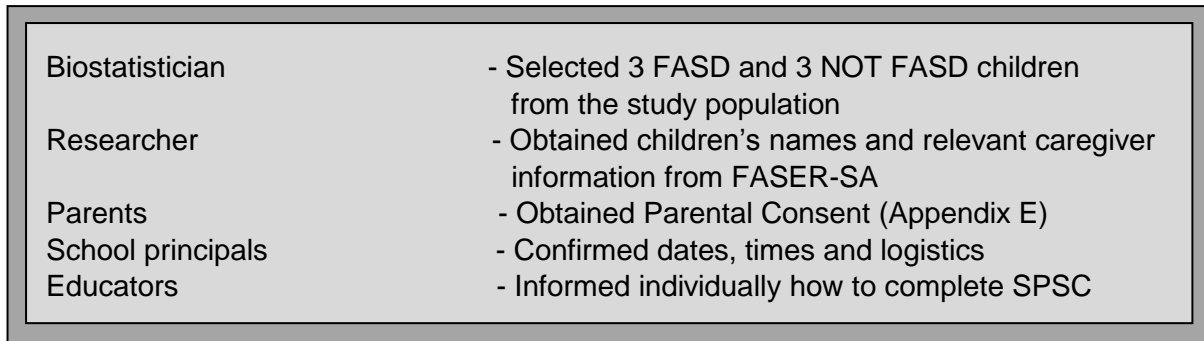 Biostatistician - Selected 3 FASD and 3 NOT FASD children
from the study population
Researcher - Obtained children’s names and relevant caregiver
information from FASER-SA
Parents - Obtained Parental Consent (Appendix E)
School principals - Confirmed dates, times and logistics
Educators - Informed individually how to complete SPSC